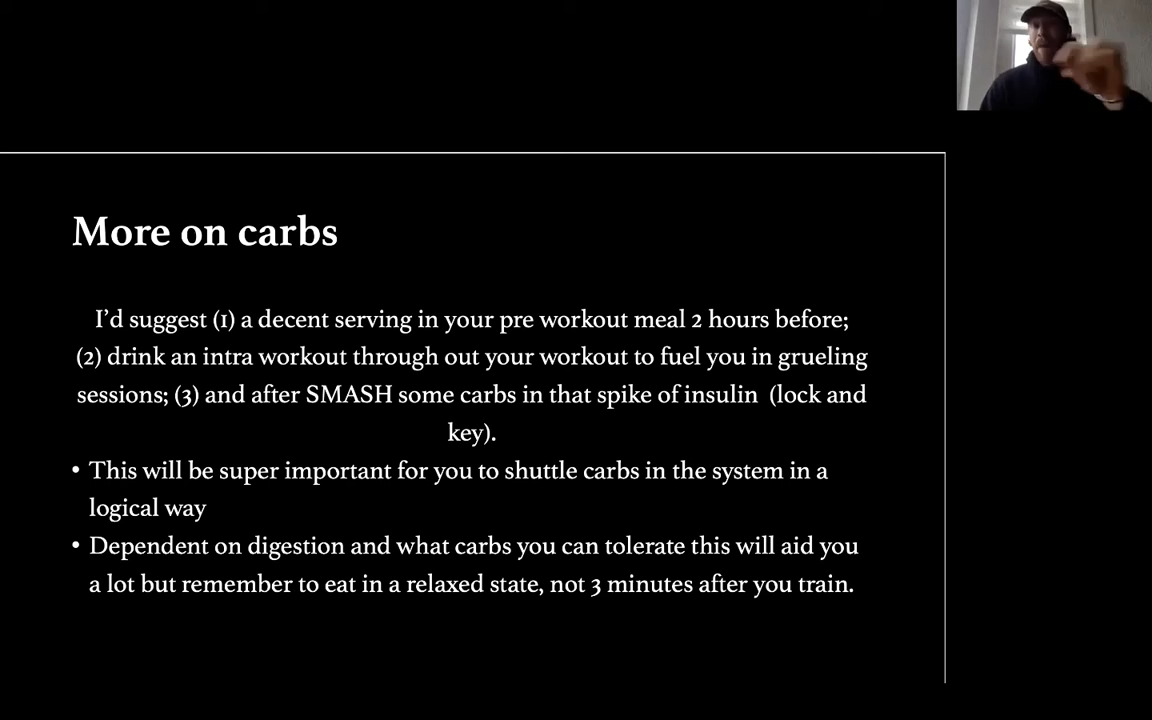 More on carbs
I’d suggest (1) a decent serving in your pre workout meal 2 hours before;
(2) drink an intra workout through out your workout to fuel you in grueling
sessions; (3) and after SMASH some carbs in that spike of insulin (lock and
key).
• This will be super important for you to shuttle carbs in the system in a
logical way
• Dependent on digestion and what carbs you can tolerate this will aid you
a lot but remember to eat in a relaxed state, not 3 minutes after you train.